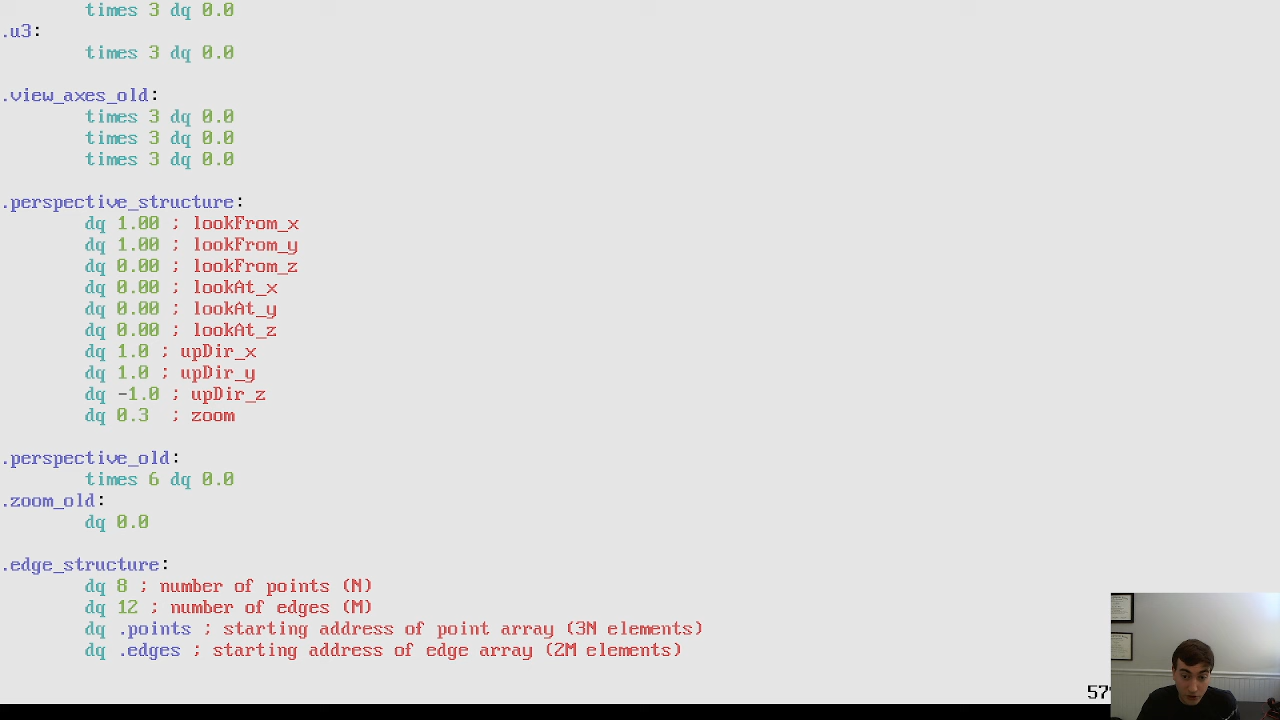 times 3 dq 0.0
.u3:
times 3 dq 0.0
.view_axes_old:
times 3 dq 0.0
times 3 dq 0.0
times 3 dq 0.0
.perspective_structure:
dq 1.00 ; lookFrom_x
dq 1.00 ; lookFrom_y
dq 0.00 ; lookFrom_z
dq 0.00 ; lookAt_x
dq 0.00 ; lookAt_y
dq 0.00 ; lookAt_z
dq 1.0 ; upDir_x
dq 1.0 ; upDir_y
dq -1.0 ; upDir_z
dq 0.3  ; zoom
.perspective_old:
times 6 dq 0.0
.zoom_old:
dq 0.0
.edge_structure:
dq 8 ; number of points (N)
dq 12 ; number of edges (M)
dq .points ; starting address of point array (3N elements)
dq .edges ; starting address of edge array (2M elements)
57